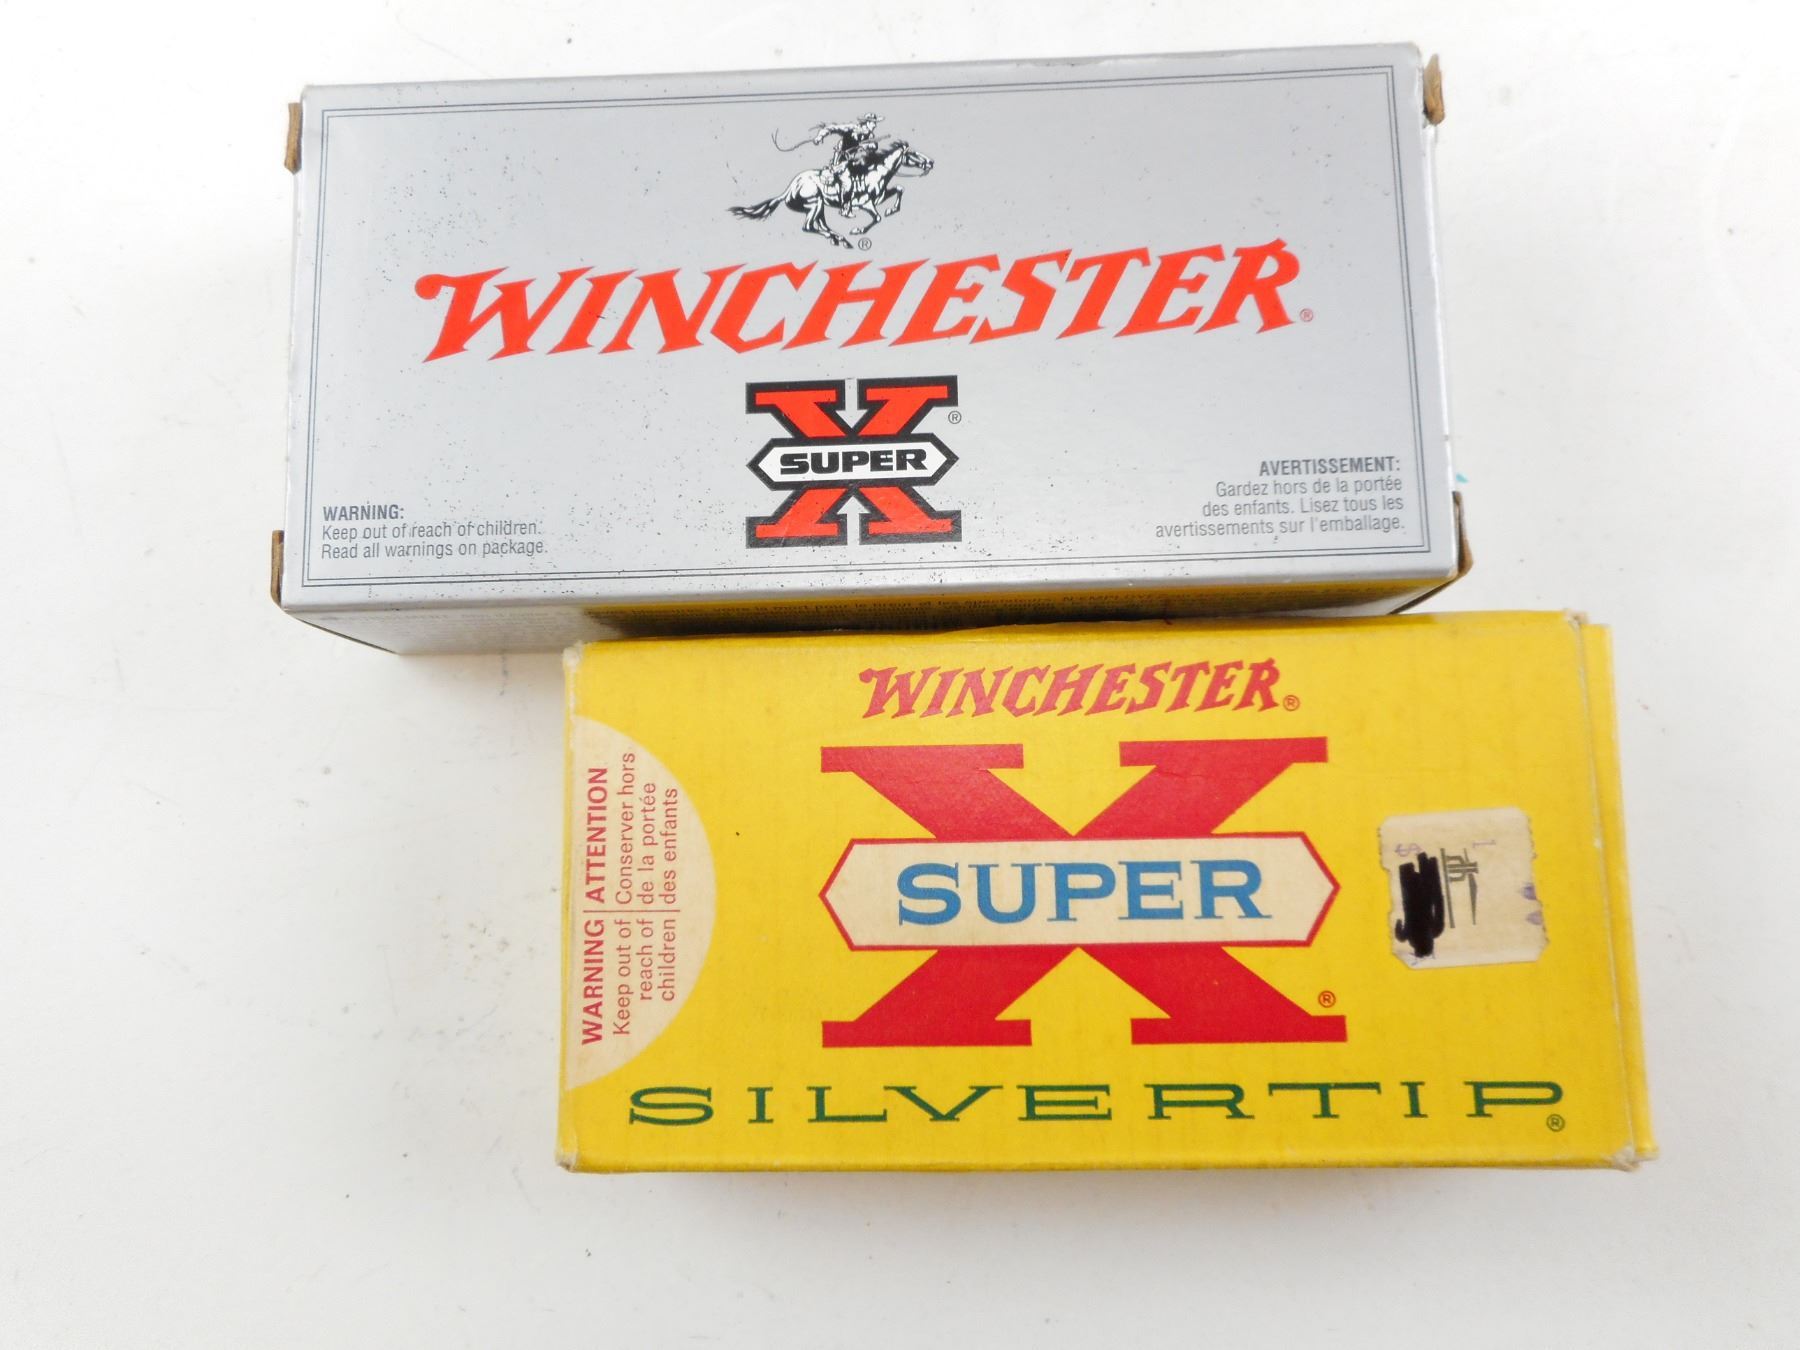 WINCHESTER®
SUPER X®
WARNING:
Keep out of reach of children.
Read all warnings on package.
AVERTISSEMENT:
Gardez hors de la portée
des enfants. Lisez tous les
avertissements sur l'emballage.
WINCHESTER®
X SUPER®
SILVERTIP®
WARNING | ATTENTION
Keep out of | Conserver hors
reach of | de la portée
children | des enfants